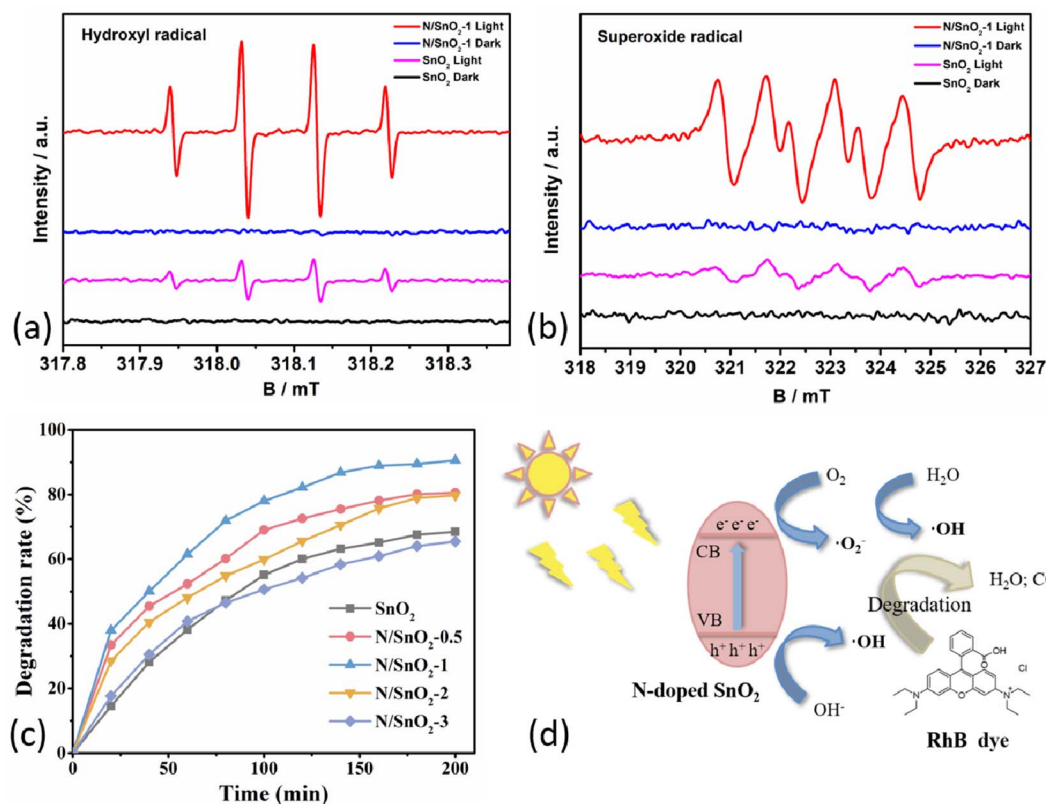 Hydroxyl radical
N/SnO₂-1 Light
N/SnO₂-1 Dark
SnO₂ Light
SnO₂ Dark
Intensity / a.u.
(a)
317.8 317.9 318.0 318.1 318.2 318.3
B / mT
Superoxide radical
N/SnO₂-1 Light
N/SnO₂-1 Dark
SnO₂ Light
SnO₂ Dark
Intensity / a.u.
(b)
318 319 320 321 322 323 324 325 326 327
B / mT
100
80
60
40
20
0
Degradation rate (%)
SnO₂
N/SnO₂-0.5
N/SnO₂-1
N/SnO₂-2
N/SnO₂-3
(c)
0 50 100 150 200
Time (min)
O₂
H₂O
e⁻ e⁻ e⁻
CB
·O₂⁻
·OH
H₂O; C
Degradation
VB
h⁺ h⁺ h⁺
·OH
OH
O
Cl
N
O
N⁺
N-doped SnO₂
OH⁻
(d)
RhB dye